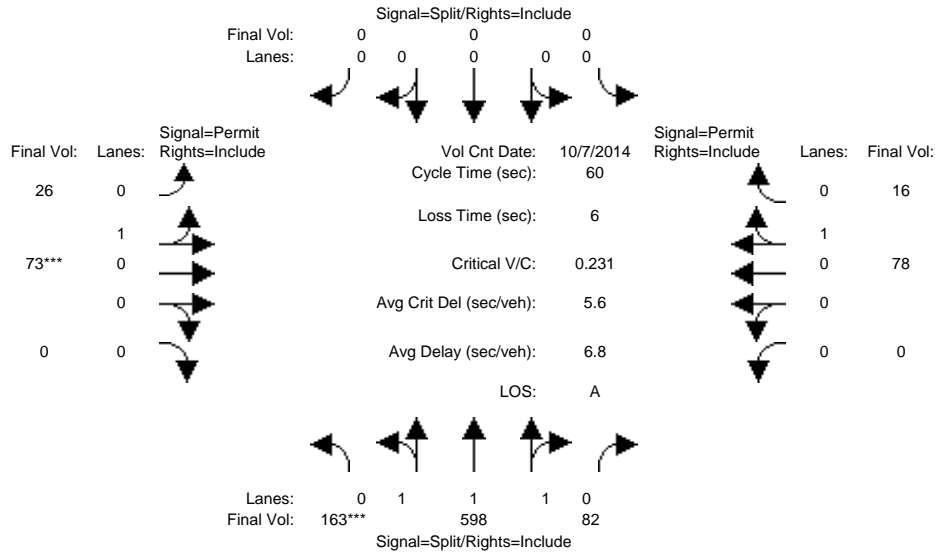 Signal=Split/Rights=Include
Final Vol: 0 0 0
Lanes: 0 0 0 0 0
Signal=Permit Signal=Permit
Final Vol: Lanes: Rights=Include Vol Cnt Date: 10/7/2014 Rights=Include Lanes: Final Vol:
Cycle Time (sec): 60
26 0 0 16
Loss Time (sec): 6
1 1
73*** 0 Critical V/C: 0.231 0 78
0 Avg Crit Del (sec/veh): 5.6 0
0 0 Avg Delay (sec/veh): 6.8 0 0
LOS: A
Lanes: 0 1 1 1 0
Final Vol: 163*** 598 82
Signal=Split/Rights=Include